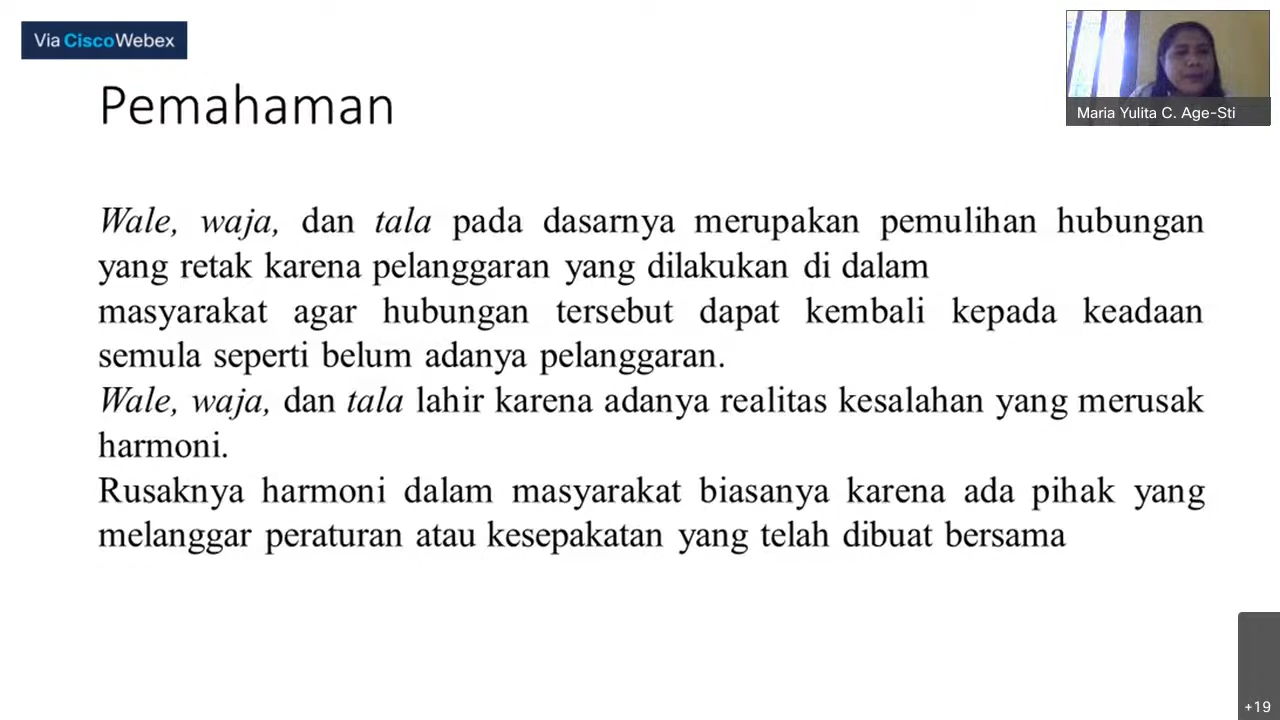 Via Cisco Webex
Maria Yulita C. Age-Sti
Pemahaman
Wale, waja, dan tala pada dasarnya merupakan pemulihan hubungan
yang retak karena pelanggaran yang dilakukan di dalam
masyarakat agar hubungan tersebut dapat kembali kepada keadaan
semula seperti belum adanya pelanggaran.
Wale, waja, dan tala lahir karena adanya realitas kesalahan yang merusak
harmoni.
Rusaknya harmoni dalam masyarakat biasanya karena ada pihak yang
melanggar peraturan atau kesepakatan yang telah dibuat bersama
+19